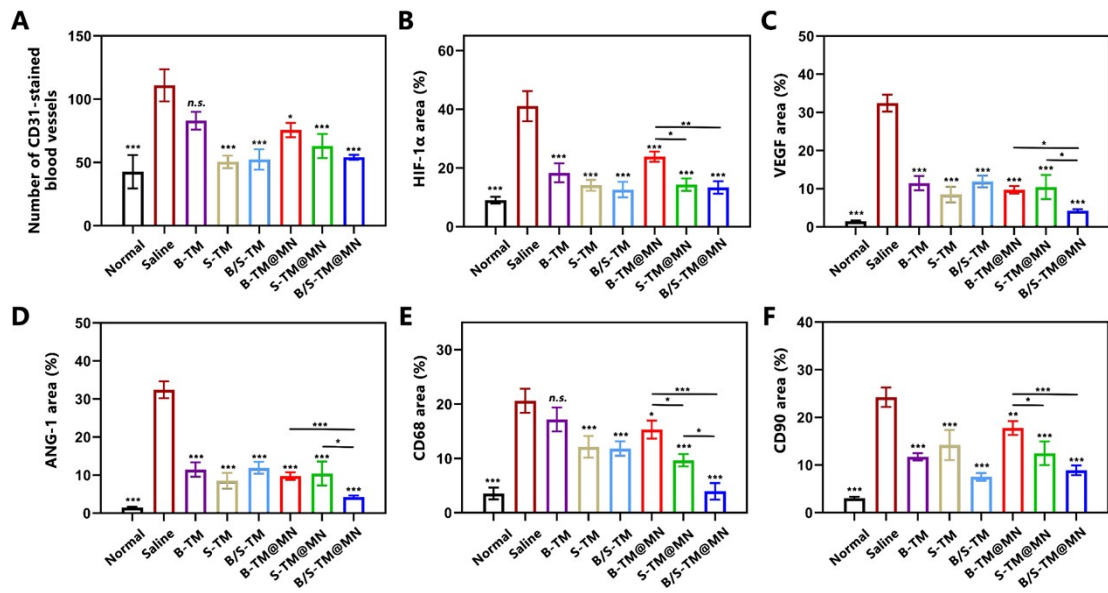 A
Number of CD31-stained
blood vessels
150
100
50
0
***
n.s.
***
***
*
***
***
Normal
Saline
B-TM
S-TM
B/S-TM
B-TM@MN
S-TM@MN
B/S-TM@MN
B
HIF-1α area (%)
60
40
20
0
**
*
***
***
***
***
***
***
***
Normal
Saline
B-TM
S-TM
B/S-TM
B-TM@MN
S-TM@MN
B/S-TM@MN
C
VEGF area (%)
50
40
30
20
10
0
*
*
***
***
***
***
***
***
***
Normal
Saline
B-TM
S-TM
B/S-TM
B-TM@MN
S-TM@MN
B/S-TM@MN
D
ANG-1 area (%)
50
40
30
20
10
0
***
*
***
***
***
***
***
***
***
Normal
Saline
B-TM
S-TM
B/S-TM
B-TM@MN
S-TM@MN
B/S-TM@MN
E
CD68 area (%)
30
20
10
0
***
*
*
***
n.s.
***
***
*
***
***
Normal
Saline
B-TM
S-TM
B/S-TM
B-TM@MN
S-TM@MN
B/S-TM@MN
F
CD90 area (%)
40
30
20
10
0
***
*
***
***
***
***
**
***
***
Normal
Saline
B-TM
S-TM
B/S-TM
B-TM@MN
S-TM@MN
B/S-TM@MN